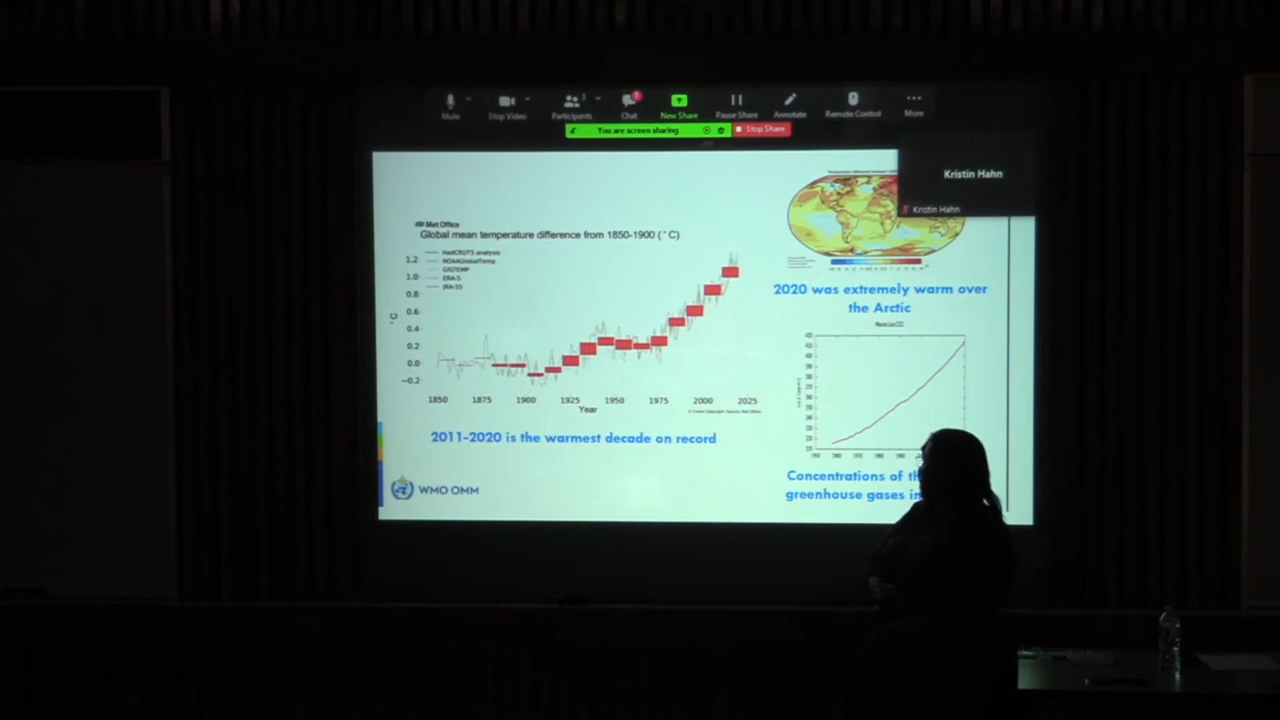 Mute
Stop Video
Participants
3
Chat
1
New Share
Pause Share
Annotate
Remote Control
More
You are screen sharing
Stop Share
Kristin Hahn
Kristin Hahn
Met Office
Global mean temperature difference from 1850-1900 (°C)
HadCRUT5 analysis
NOAAGlobalTemp
GISTEMP
ERA-5
JRA-55
1.2
1.0
0.8
0.6
0.4
0.2
0.0
−0.2
°C
1850
1875
1900
1925
1950
1975
2000
2025
Year
2011-2020 is the warmest decade on record
WMO OMM
2020 was extremely warm over
the Arctic
Concentrations of th
greenhouse gases in